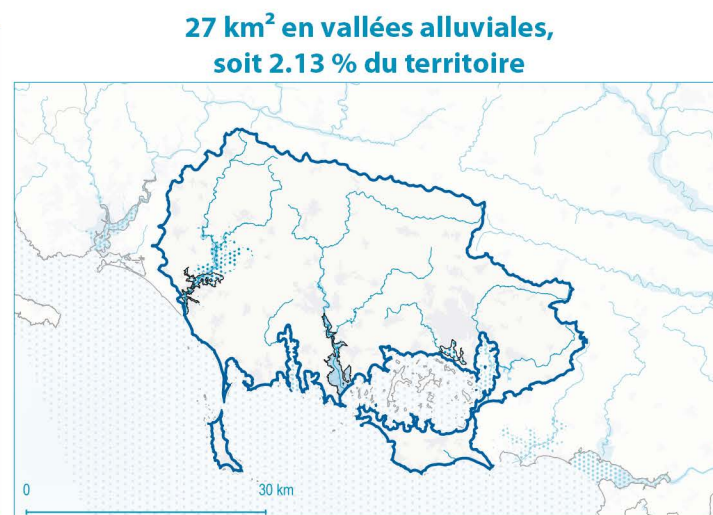 27 km² en vallées alluviales,
soit 2.13 % du territoire
0 30 km